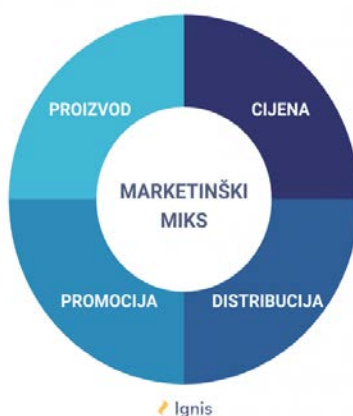 PROIZVOD
CIJENA
MARKETINŠKI
MIKS
PROMOCIJA
DISTRIBUCIJA
Ignis